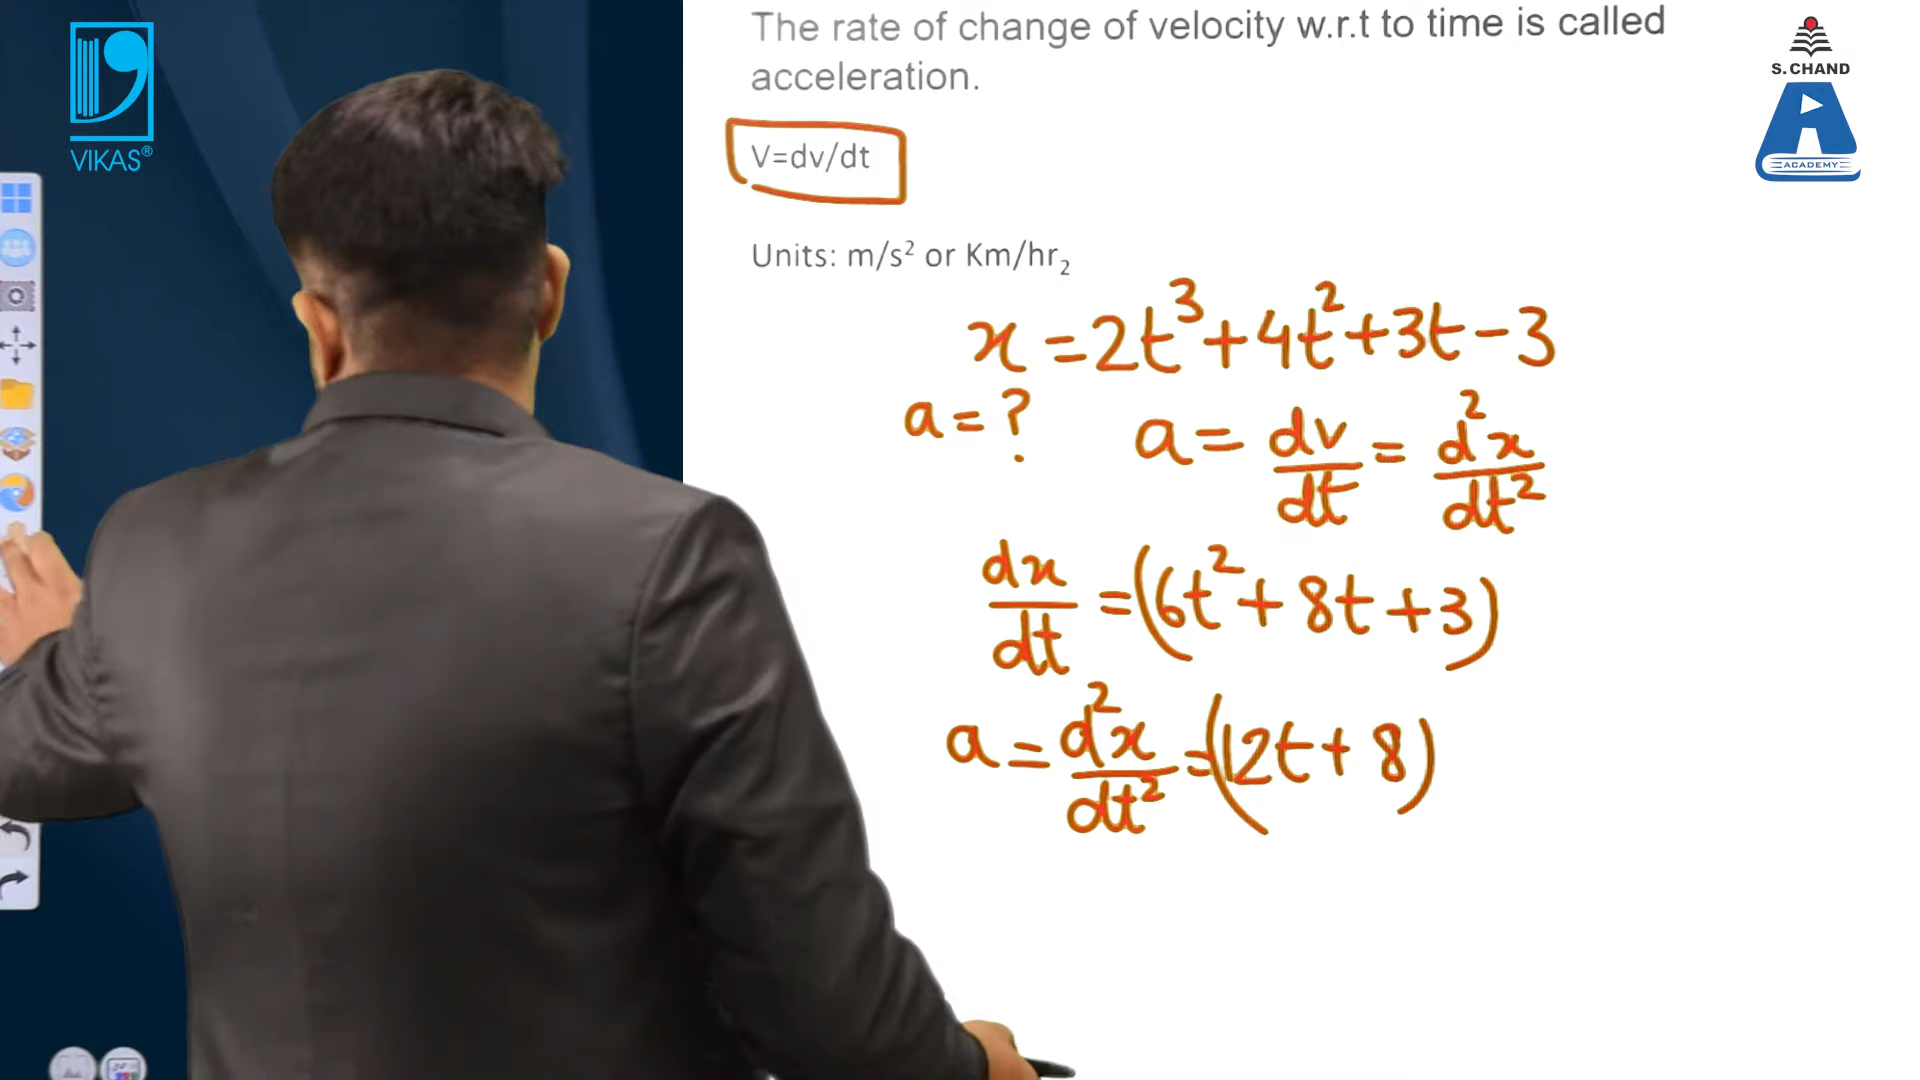 The rate of change of velocity w.r.t to time is called
acceleration.
VIKAS®
S. CHAND
ACADEMY
V=dv/dt
Units: m/s² or Km/hr₂
x = 2t³ + 4t² + 3t - 3
a = ?
a = dv/dt = d²x/dt²
dx/dt = (6t² + 8t + 3)
a = d²x/dt² = (12t + 8)